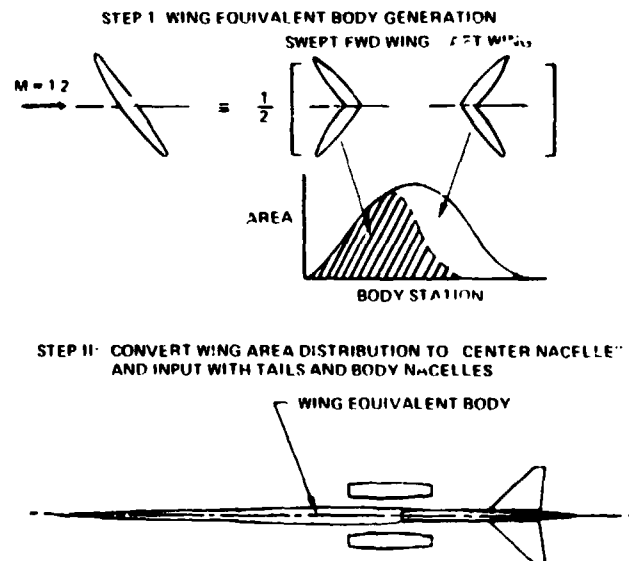 STEP I WING EQUIVALENT BODY GENERATION
SWEPT FWD WING WING
M = 1.2
≡ 1/2
AREA
BODY STATION
STEP II: CONVERT WING AREA DISTRIBUTION TO "CENTER NACELLE"
AND INPUT WITH TAILS AND BODY NACELLES
WING EQUIVALENT BODY